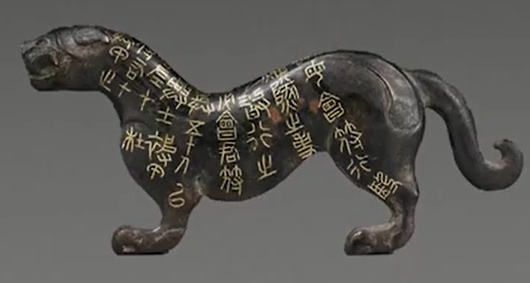 兵甲之符
右才君左才杜
凡興士被甲
用兵五十人以
上必會君符
乃敢行之
燔燧之事雖
母會符行殹